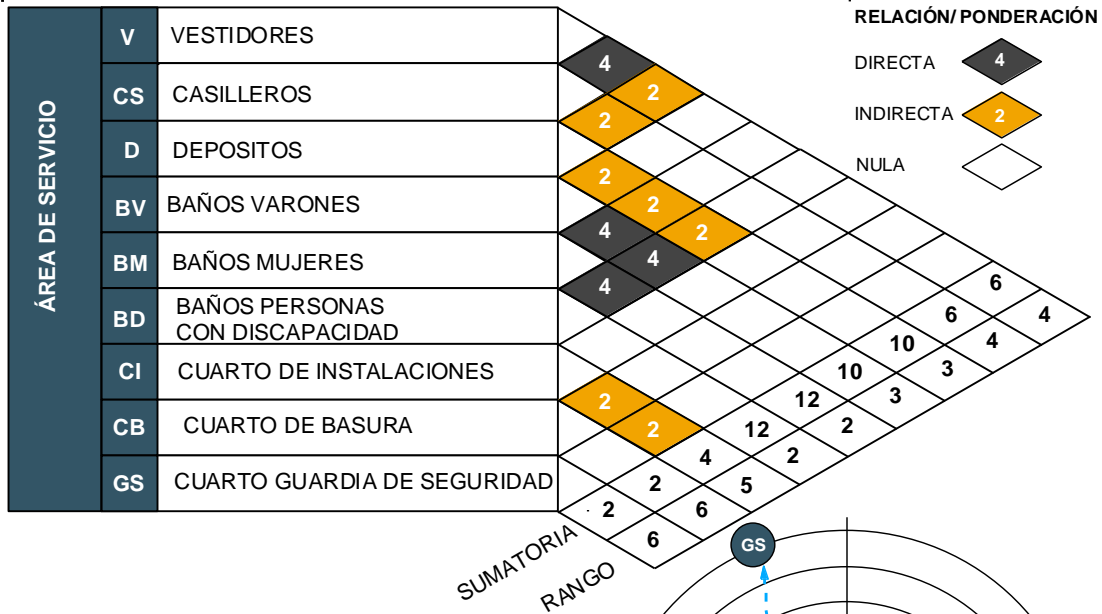 RELACIÓN/ PONDERACIÓN
DIRECTA 4
INDIRECTA 2
NULA
ÁREA DE SERVICIO
V VESTIDORES
CS CASILLEROS
D DEPOSITOS
BV BAÑOS VARONES
BM BAÑOS MUJERES
BD BAÑOS PERSONAS
CON DISCAPACIDAD
CI CUARTO DE INSTALACIONES
CB CUARTO DE BASURA
GS CUARTO GUARDIA DE SEGURIDAD
4
2
2
2
2
4
2
4
4
2
2
6
6 4
10 4
10 3
12 3
12 2
4 2
2 5
2 6
6
SUMATORIA
RANGO
GS